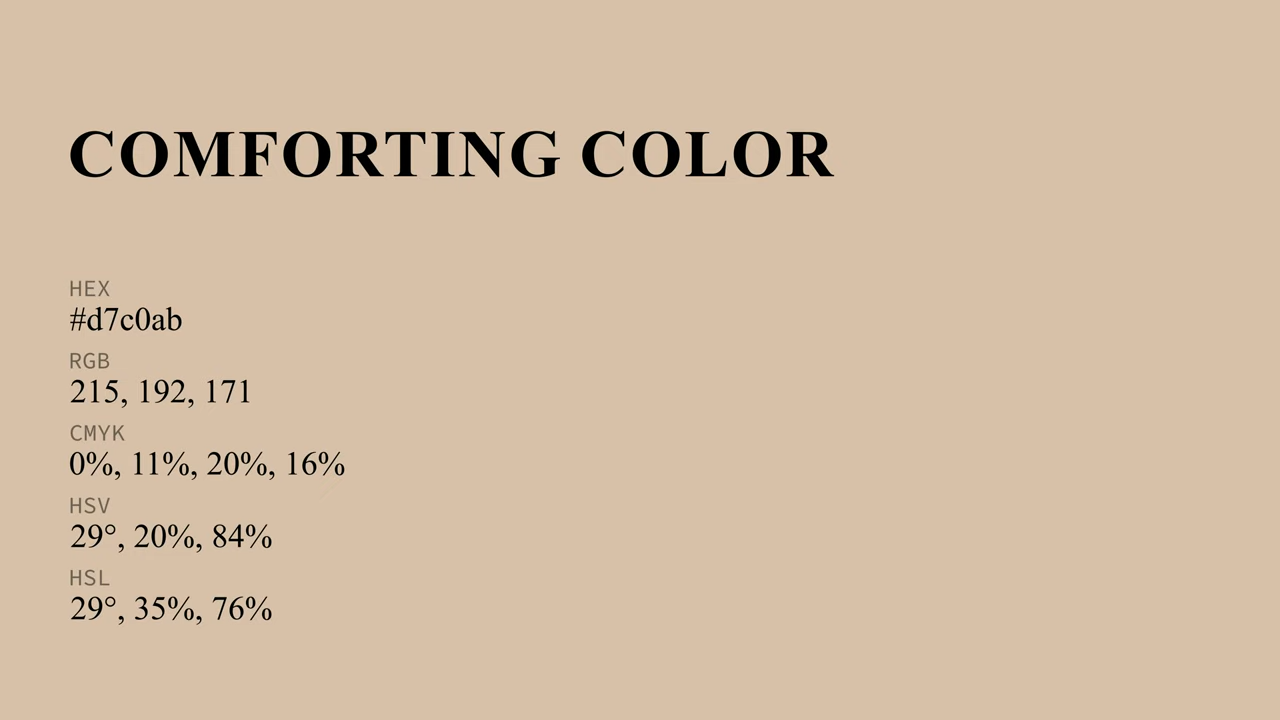 COMFORTING COLOR
HEX
#d7c0ab
RGB
215, 192, 171
CMYK
0%, 11%, 20%, 16%
HSV
29°, 20%, 84%
HSL
29°, 35%, 76%